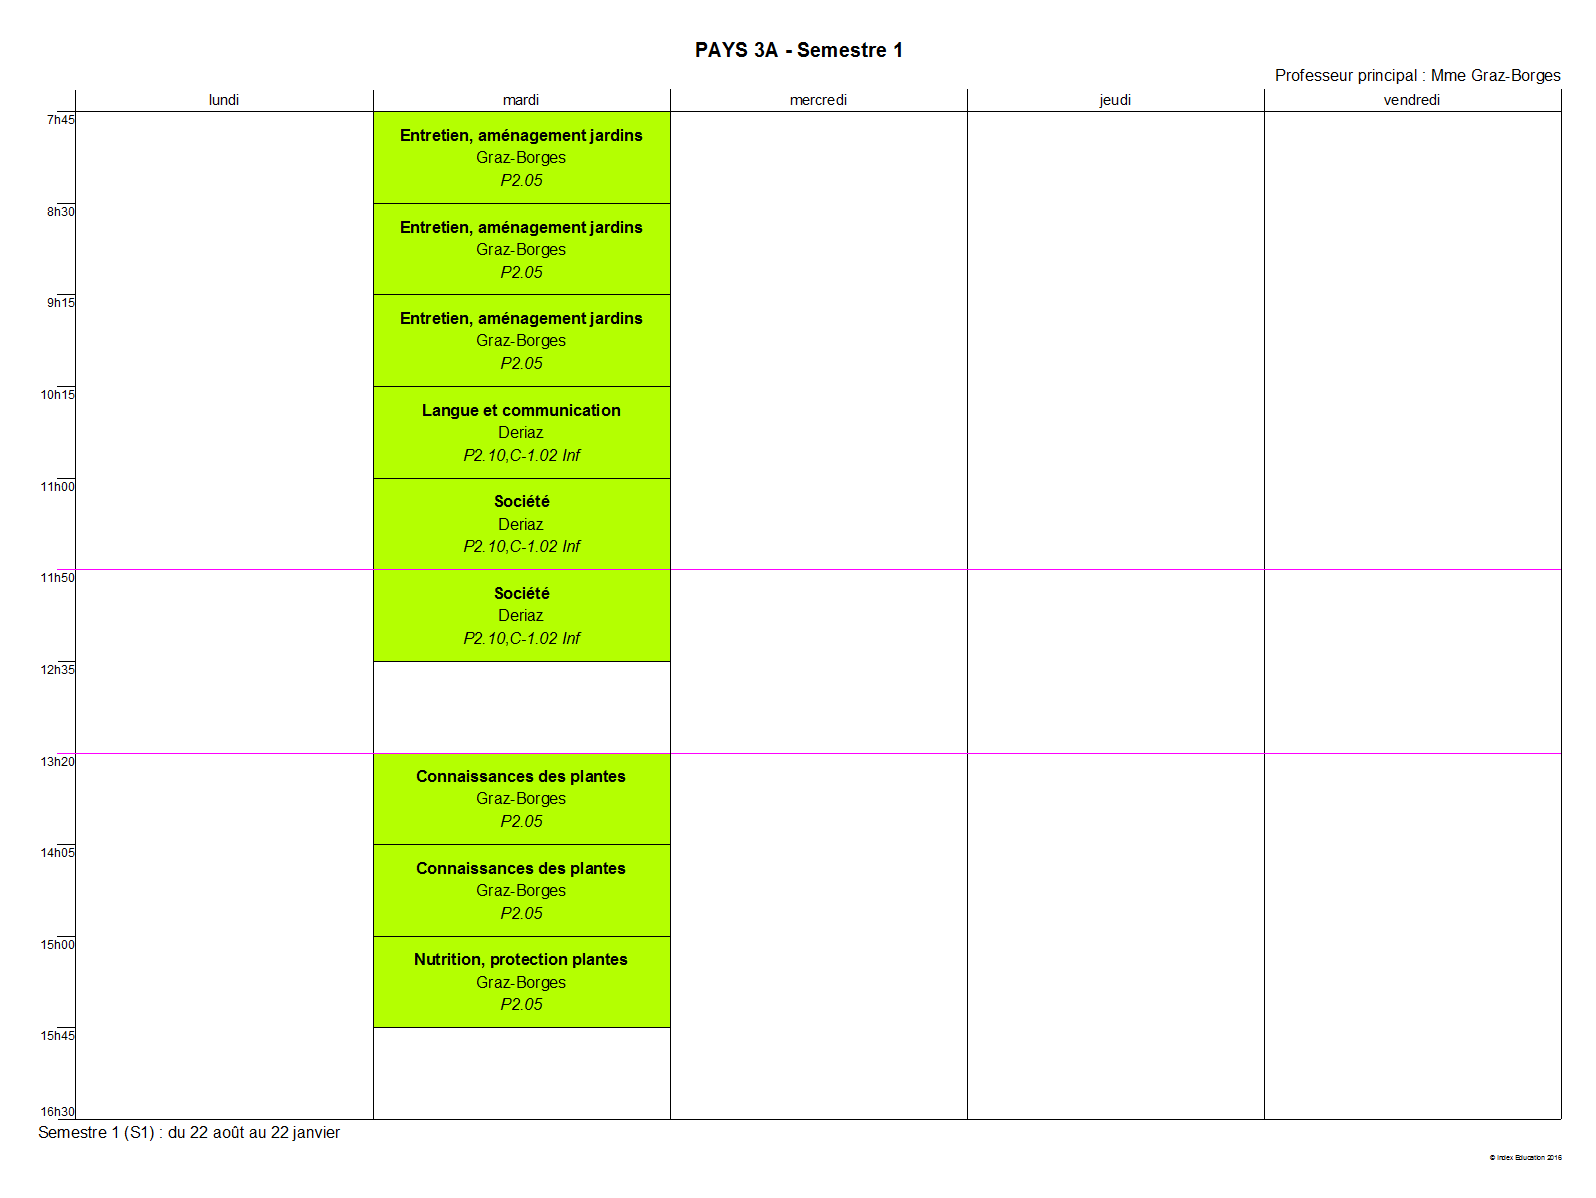 PAYS 3A - Semestre 1
Professeur principal : Mme Graz-Borges
lundi mardi mercredi jeudi vendredi
7h45
Entretien, aménagement jardins
Graz-Borges
P2.05
8h30
Entretien, aménagement jardins
Graz-Borges
P2.05
9h15
Entretien, aménagement jardins
Graz-Borges
P2.05
10h15
Langue et communication
Deriaz
P2.10,C-1.02 Inf
11h00
Société
Deriaz
P2.10,C-1.02 Inf
11h50
Société
Deriaz
P2.10,C-1.02 Inf
12h35
13h20
Connaissances des plantes
Graz-Borges
P2.05
14h05
Connaissances des plantes
Graz-Borges
P2.05
15h00
Nutrition, protection plantes
Graz-Borges
P2.05
15h45
16h30
Semestre 1 (S1) : du 22 août au 22 janvier
© Index Education 2016